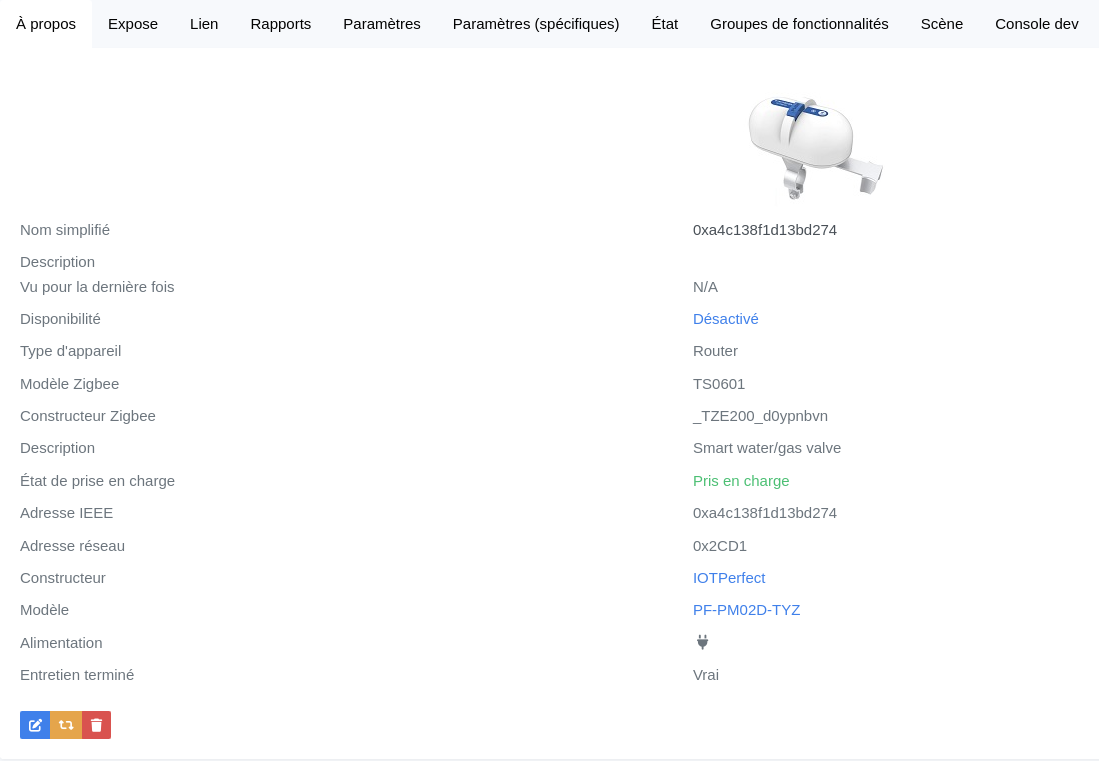 À propos Expose Lien Rapports Paramètres Paramètres (spécifiques) État Groupes de fonctionnalités Scène Console dev
Nom simplifié 0xa4c138f1d13bd274
Description
Vu pour la dernière fois N/A
Disponibilité Désactivé
Type d'appareil Router
Modèle Zigbee TS0601
Constructeur Zigbee _TZE200_d0ypnbvn
Description Smart water/gas valve
État de prise en charge Pris en charge
Adresse IEEE 0xa4c138f1d13bd274
Adresse réseau 0x2CD1
Constructeur IOTPerfect
Modèle PF-PM02D-TYZ
Alimentation
Entretien terminé Vrai